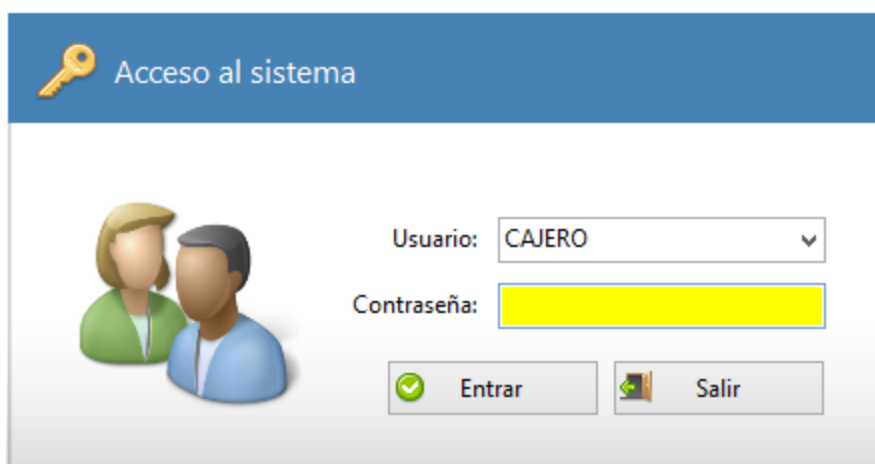 Acceso al sistema
Usuario: CAJERO
Contraseña:
Entrar Salir